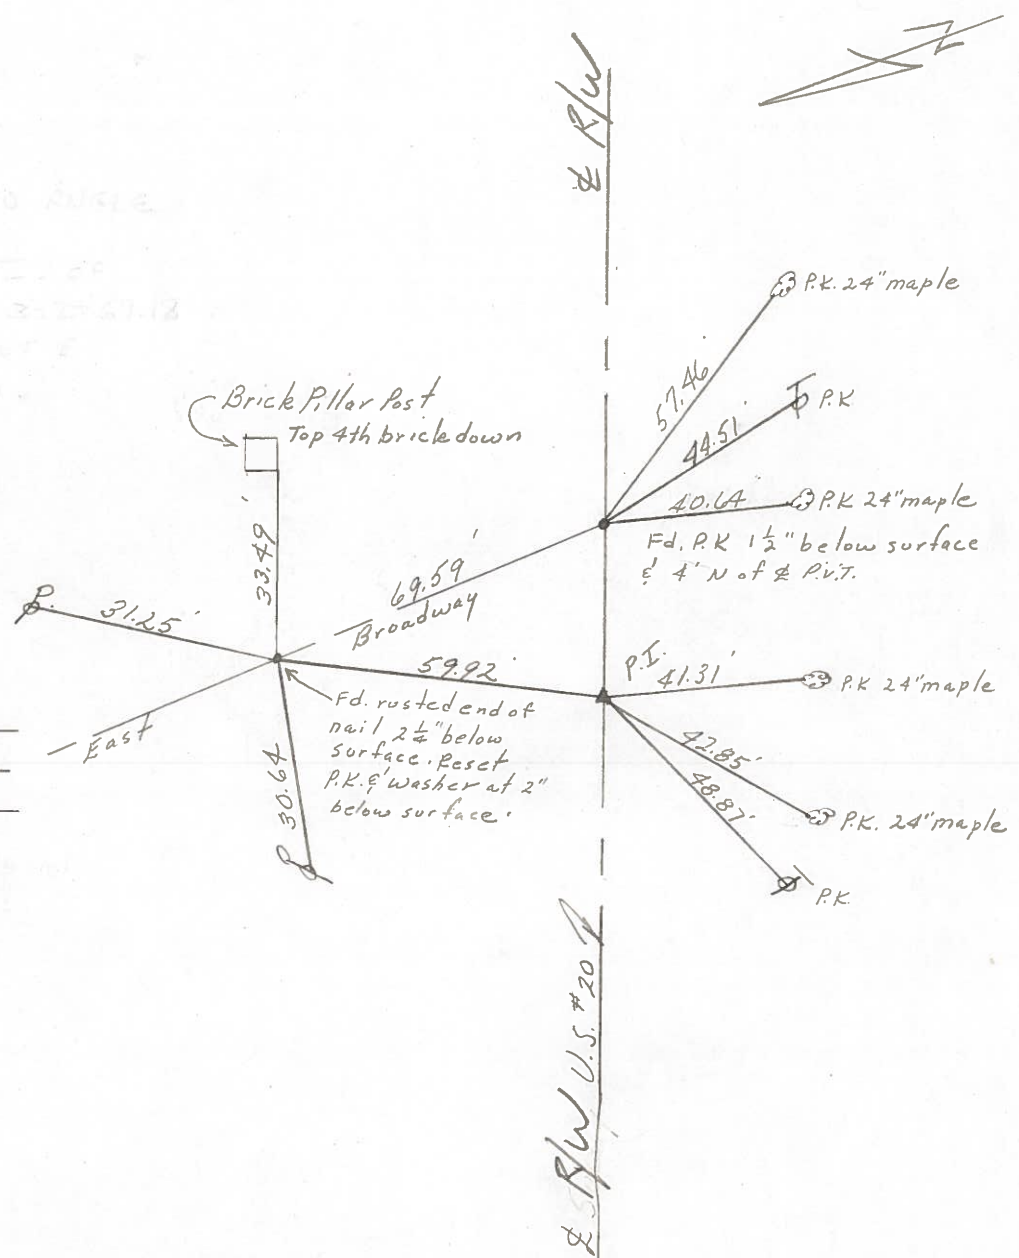 N
℄ R/W
P.K. 24" maple
57.46'
P.K
44.51'
Brick Pillar Post
Top 4th brick down
40.64
P.K 24" maple
Fd. P.K 1½" below surface
& 4' N of ℄ P.V.T.
33.49'
69.59'
Broadway
31.25'
59.92'
P.I.
41.31'
P.K 24" maple
Fd. rusted end of
nail 2¼" below
surface. Reset
P.K. & washer at 2"
below surface.
East
30.64
42.85'
48.87'
P.K. 24" maple
P.K.
℄ R/W U.S. #20